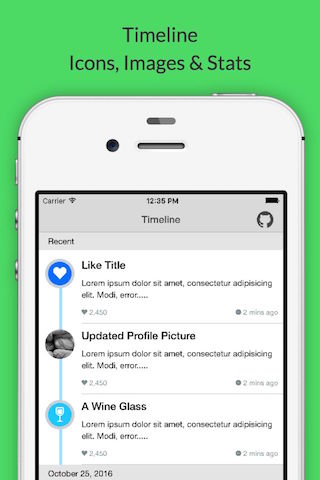 Timeline
Icons, Images & Stats
Carrier 12:35 PM
Timeline
Recent
Like Title
Lorem ipsum dolor sit amet, consectetur adipisicing
elit. Modi, error.....
2,450 2 mins ago
Updated Profile Picture
Lorem ipsum dolor sit amet, consectetur adipisicing
elit. Modi, error.....
2,450 2 mins ago
A Wine Glass
Lorem ipsum dolor sit amet, consectetur adipisicing
elit. Modi, error.....
2,450 2 mins ago
October 25, 2016